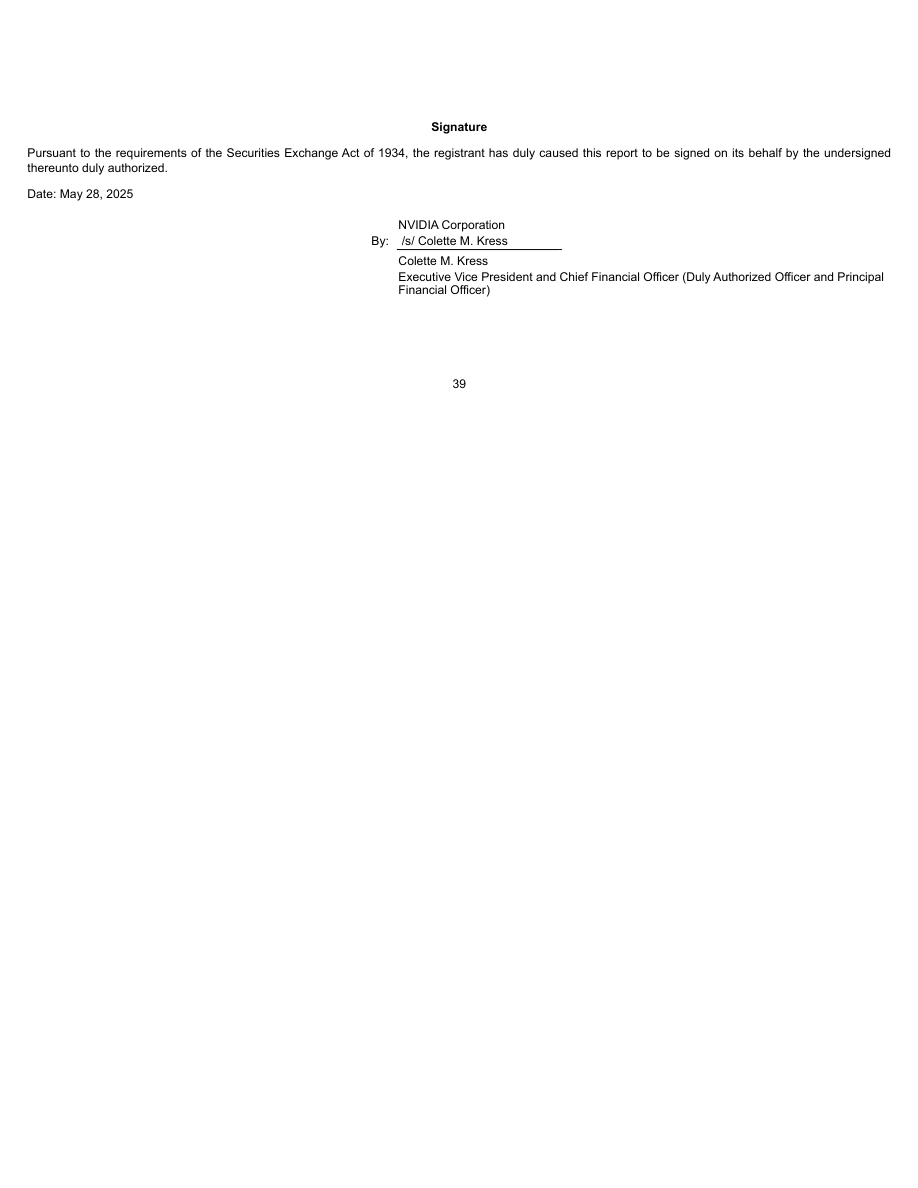 Signature
Pursuant to the requirements of the Securities Exchange Act of 1934, the registrant has duly caused this report to be signed on its behalf by the undersigned
thereunto duly authorized.
Date: May 28, 2025
NVIDIA Corporation
By: /s/ Colette M. Kress
Colette M. Kress
Executive Vice President and Chief Financial Officer (Duly Authorized Officer and Principal
Financial Officer)
39